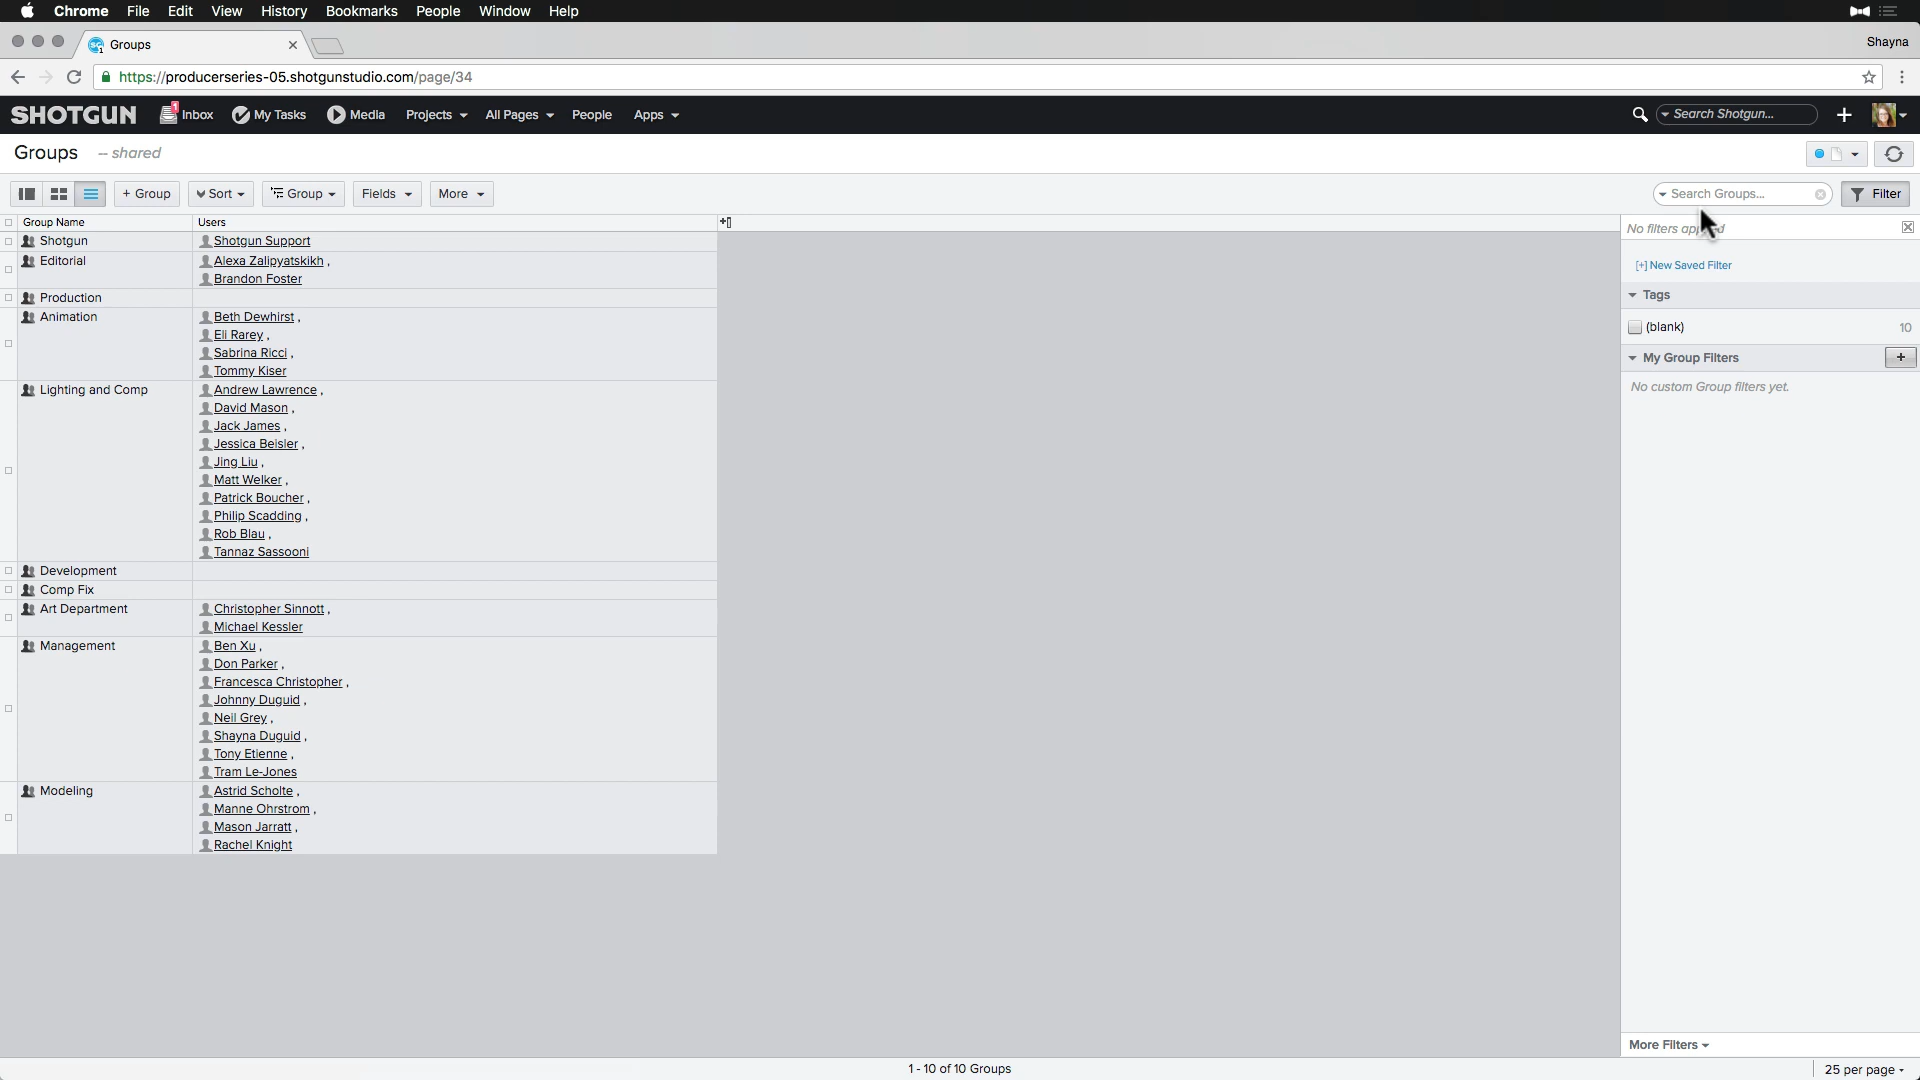 Chrome File Edit View History Bookmarks People Window Help
Groups
Shayna
https://producerseries-05.shotgunstudio.com/page/34
SHOTGUN 1 Inbox My Tasks Media Projects All Pages People Apps Search Shotgun...
Groups -- shared
+ Group Sort Group Fields More Search Groups... Filter
Group Name Users
No filters
[+] New Saved Filter
Tags
(blank) 10
My Group Filters +
No custom Group filters yet.
Shotgun Shotgun Support
Editorial Alexa Zalipyatskikh ,
Brandon Foster
Production
Animation Beth Dewhirst ,
Eli Rarey ,
Sabrina Ricci ,
Tommy Kiser
Lighting and Comp Andrew Lawrence ,
David Mason ,
Jack James ,
Jessica Beisler ,
Jing Liu ,
Matt Welker ,
Patrick Boucher ,
Philip Scadding ,
Rob Blau ,
Tannaz Sassooni
Development
Comp Fix
Art Department Christopher Sinnott ,
Michael Kessler
Management Ben Xu ,
Don Parker ,
Francesca Christopher ,
Johnny Duguid ,
Neil Grey ,
Shayna Duguid ,
Tony Etienne ,
Tram Le-Jones
Modeling Astrid Scholte ,
Manne Ohrstrom ,
Mason Jarratt ,
Rachel Knight
More Filters
1 - 10 of 10 Groups
25 per page